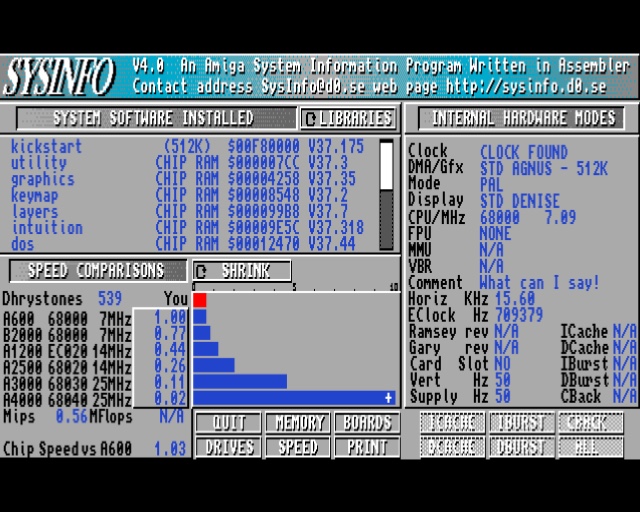 SYSINFO V4.0 An Amiga System Information Program Written in Assembler
Contact address SysInfo@d0.se web page http://sysinfo.d0.se
SYSTEM SOFTWARE INSTALLED
LIBRARIES
kickstart (512K) $00F80000 V37.175
utility CHIP RAM $000007CC V37.3
graphics CHIP RAM $00004258 V37.35
keymap CHIP RAM $00008548 V37.2
layers CHIP RAM $000099B8 V37.7
intuition CHIP RAM $00009E5C V37.318
dos CHIP RAM $00012470 V37.44
INTERNAL HARDWARE MODES
Clock CLOCK FOUND
DMA/Gfx STD AGNUS - 512K
Mode PAL
Display STD DENISE
CPU/MHz 68000 7.09
FPU NONE
MMU N/A
VBR N/A
Comment What can I say!
Horiz KHz 15.60
EClock Hz 709379
Ramsey rev N/A ICache N/A
Gary rev N/A DCache N/A
Card Slot NO IBurst N/A
Vert Hz 50 DBurst N/A
Supply Hz 50 CBack N/A
SPEED COMPARISONS
SHRINK
Dhrystones 539 You
A600 68000 7MHz 1.00
B2000 68000 7MHz 0.77
A1200 EC020 14MHz 0.44
A2500 68020 14MHz 0.26
A3000 68030 25MHz 0.11
A4000 68040 25MHz 0.02
Mips 0.56 MFlops N/A
Chip Speed vs A600 1.03
5 10
QUIT MEMORY BOARDS
DRIVES SPEED PRINT
ICACHE IBURST CBACK
DCACHE DBURST ALL